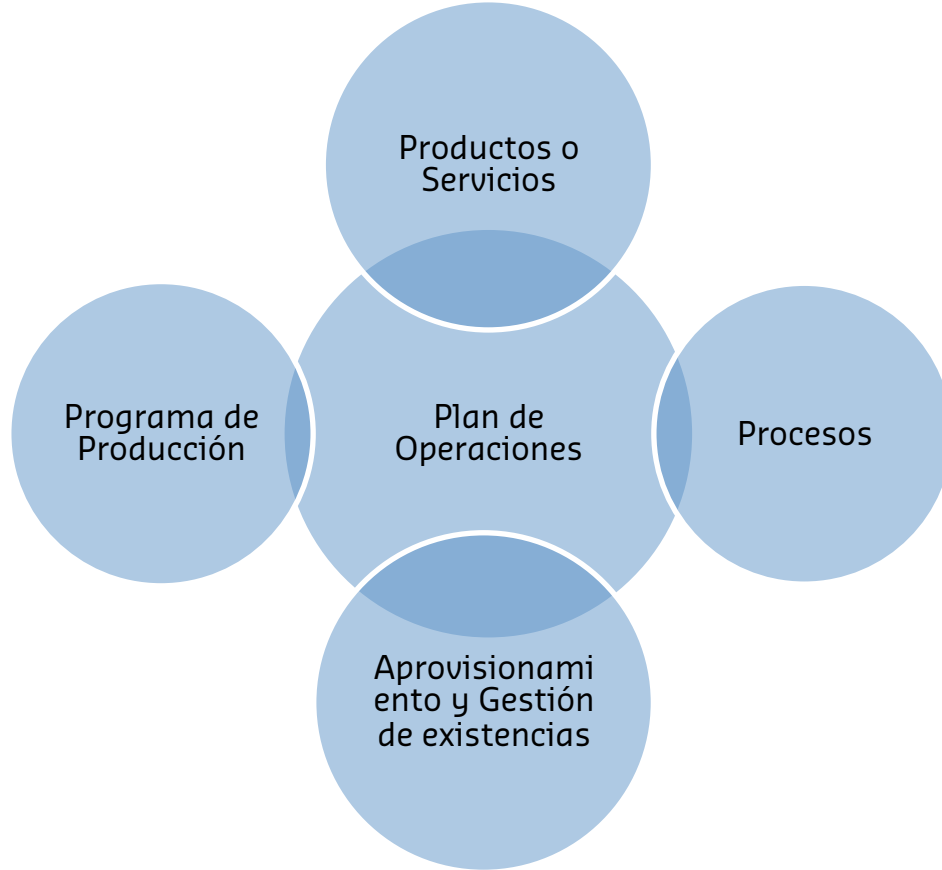 Productos o
Servicios
Programa de
Producción
Plan de
Operaciones
Procesos
Aprovisionami
ento y Gestión
de existencias